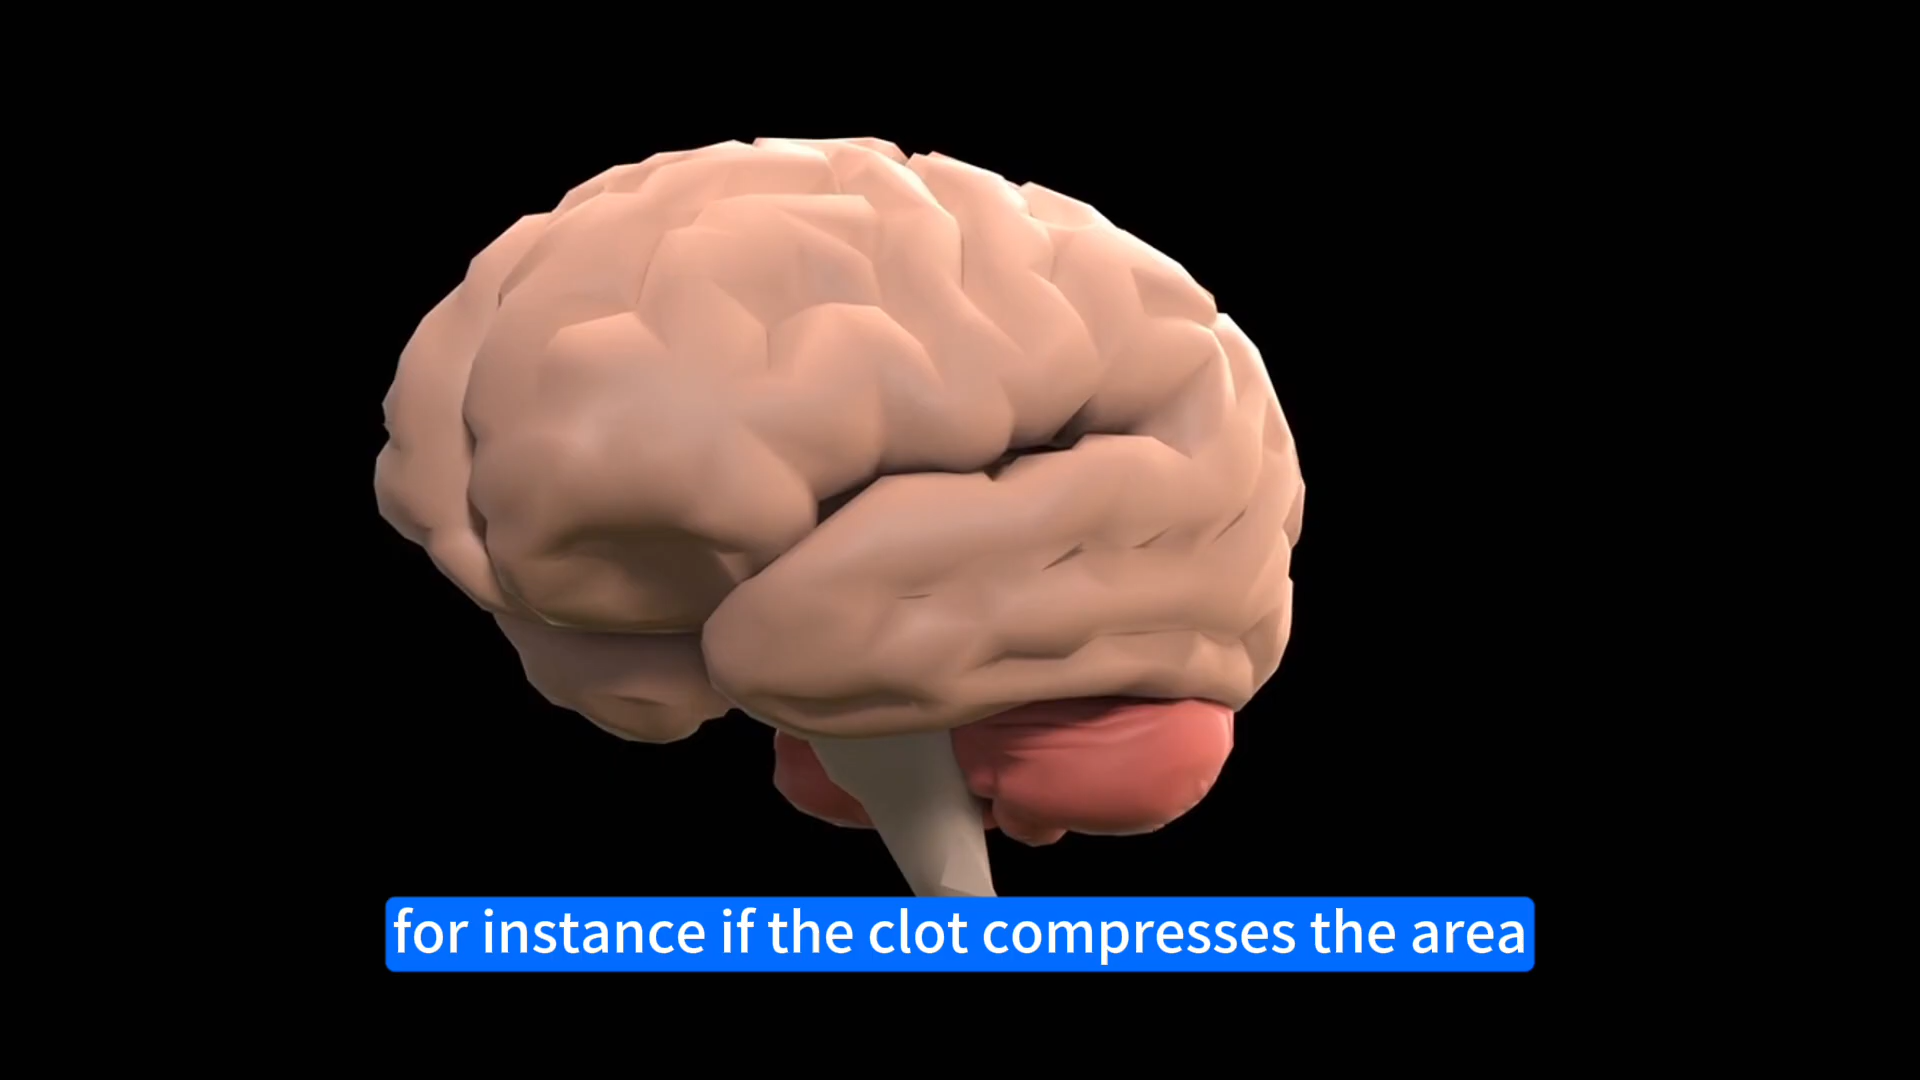 for instance if the clot compresses the area